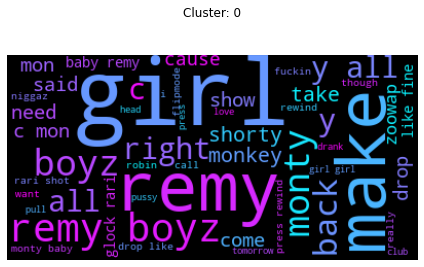 Cluster: 0
mon baby remy cause y all
said c i flipmode show fuckin take zoowap like fine
niggaz girl press head love rewind though
need c mon right shorty monty y
boyz monkey make
rari shot all remy robin call girl girl drop
want glock rari pussy back drank
pull remy boyz come press rewind really
monty baby drop like tomorrow club